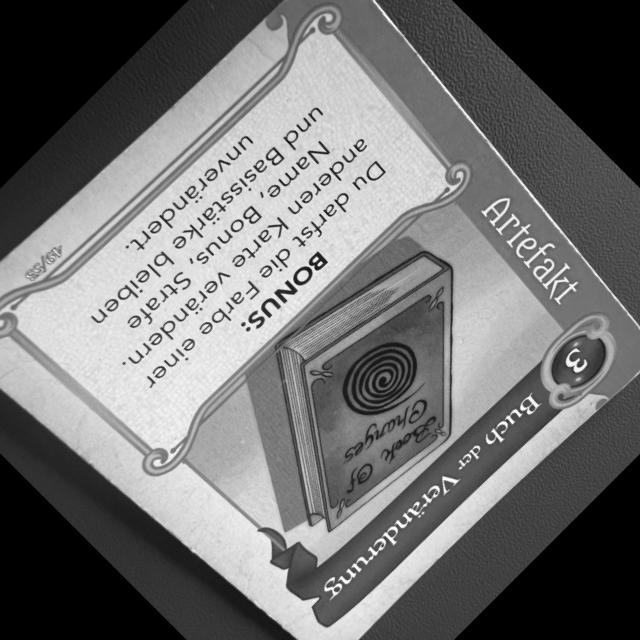 3
Buch der Veränderung
Artefakt
Book Of
Changes
BONUS:
Du darfst die Farbe einer
anderen Karte verändern.
Name, Bonus, Strafe
und Basisstärke bleiben
unverändert.